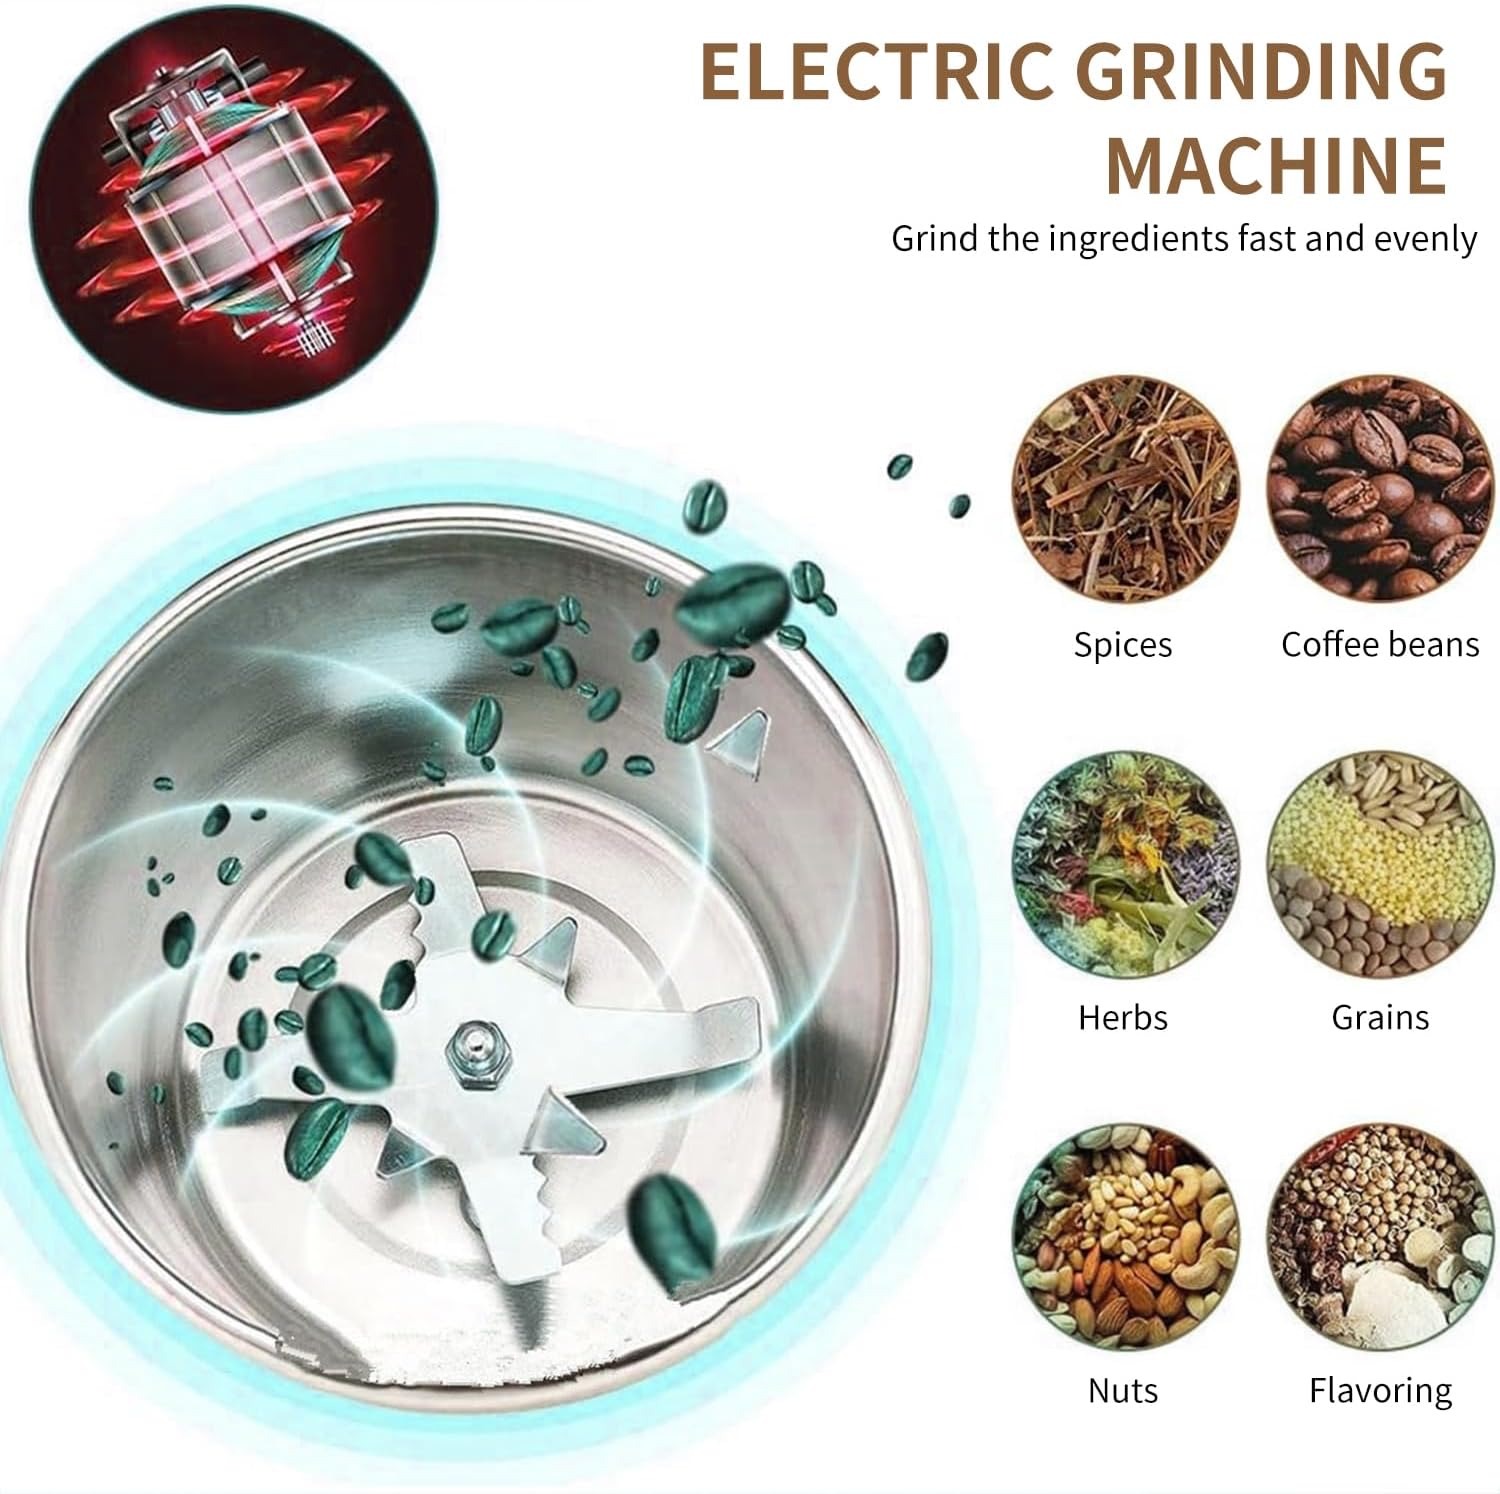 ELECTRIC GRINDING
MACHINE
Grind the ingredients fast and evenly
Spices
Coffee beans
Herbs
Grains
Nuts
Flavoring